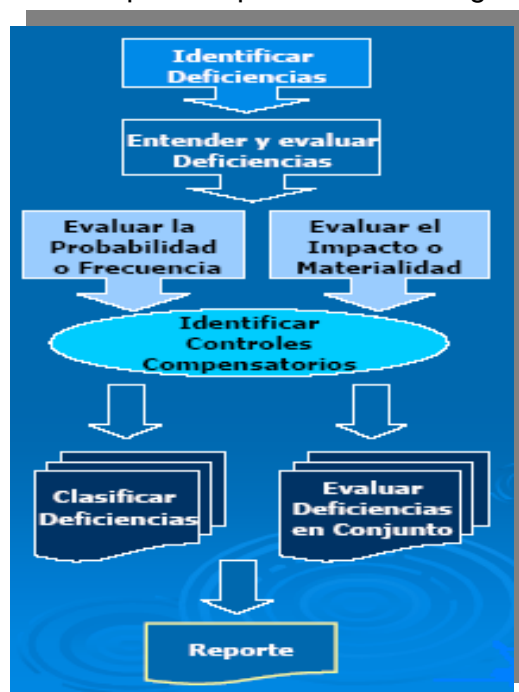 Identificar
Deficiencias
Entender y evaluar
Deficiencias
Evaluar la
Probabilidad
o Frecuencia
Evaluar el
Impacto o
Materialidad
Identificar
Controles
Compensatorios
Clasificar
Deficiencias
Evaluar
Deficiencias
en Conjunto
Reporte